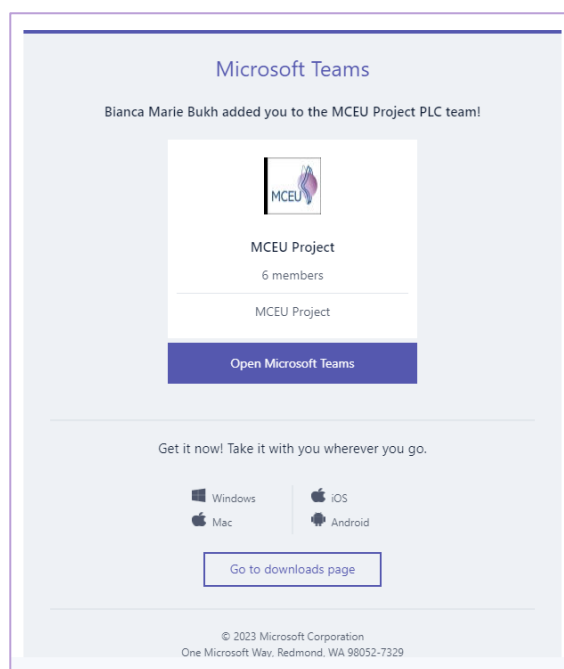 Microsoft Teams
Bianca Marie Bukh added you to the MCEU Project PLC team!
MCEU
MCEU Project
6 members
MCEU Project
Open Microsoft Teams
Get it now! Take it with you wherever you go.
Windows
iOS
Mac
Android
Go to downloads page
© 2023 Microsoft Corporation
One Microsoft Way, Redmond, WA 98052-7329